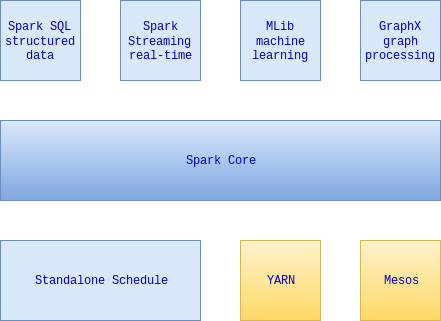 Spark SQL
structured
data
Spark
Streaming
real-time
MLib
machine
learning
GraphX
graph
processing
Spark Core
Standalone Schedule
YARN
Mesos